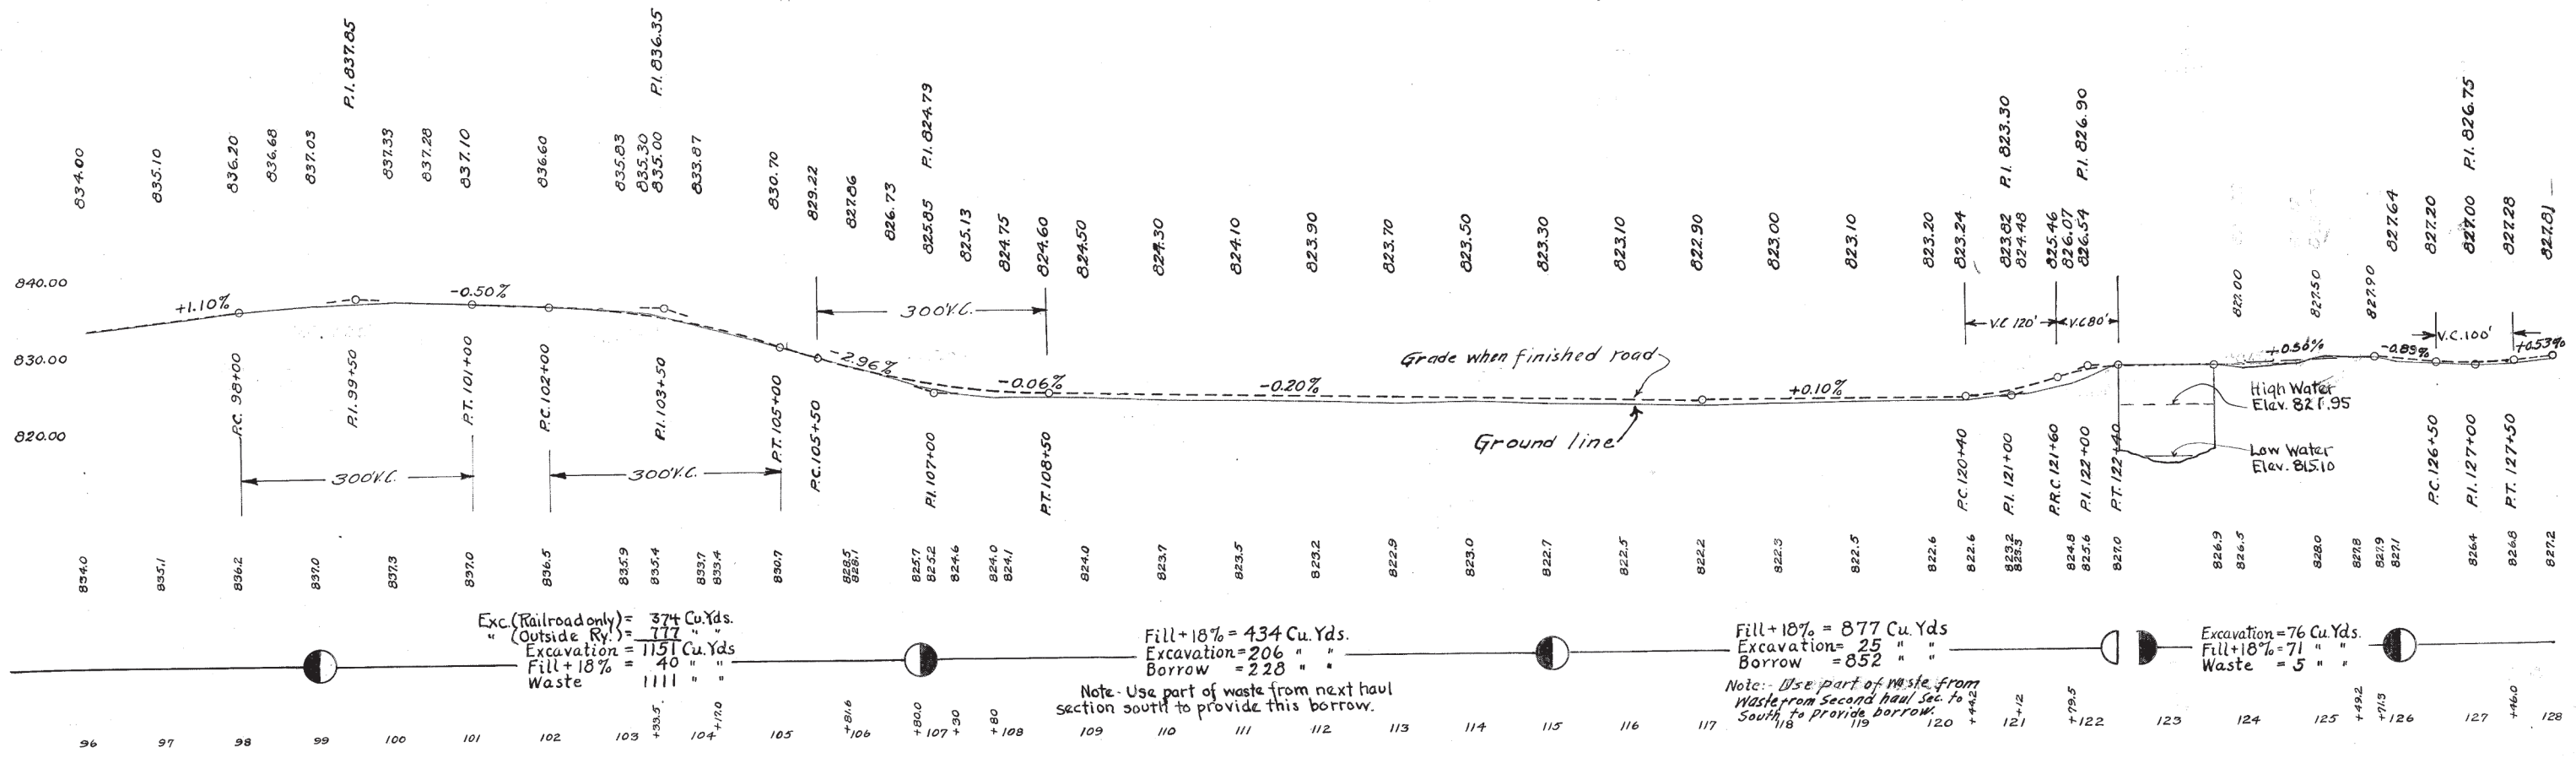 P.I. 837.85
P.I. 836.35
P.I. 824.79
P.I. 823.30
P.I. 826.90
P.I. 826.75
834.00
835.10
836.20
836.68
837.03
837.33
837.28
837.10
836.60
835.83
835.30
835.00
833.87
830.70
829.22
827.86
826.73
825.85
825.13
824.75
824.60
824.50
824.30
824.10
823.90
823.70
823.50
823.30
823.10
822.90
823.00
823.10
823.20
823.24
823.82
824.48
825.46
826.07
826.54
827.00
827.50
827.90
827.64
827.20
827.00
827.28
827.81
840.00
830.00
820.00
+1.10%
-0.50%
-2.96%
-0.06%
-0.20%
+0.10%
+0.50%
-0.89%
+0.53%
300'V.C.
V.C 120'
V.C80'
V.C.100'
Grade when finished road
Ground line
High Water
Elev. 821.95
Low Water
Elev. 815.10
P.C. 98+00
P.I. 99+50
P.T. 101+00
P.C. 102+00
P.I. 103+50
P.T. 105+00
P.C. 105+50
P.I. 107+00
P.T. 108+50
P.C. 120+40
P.I. 121+00
P.R.C. 121+60
P.I. 122+00
P.T. 122+40
P.C. 126+50
P.I. 127+00
P.T. 127+50
300'V.C.
300'V.C.
834.0
835.1
836.2
837.0
837.3
837.0
836.5
835.9
835.4
833.7
833.4
830.7
828.5
828.1
825.7
825.2
824.6
824.0
824.1
824.0
823.7
823.5
823.2
822.9
823.0
822.7
822.5
822.2
822.3
822.5
822.6
822.6
823.2
823.3
824.8
825.6
827.0
826.9
826.5
828.0
827.8
827.9
827.1
826.4
826.8
827.2
Exc.(Railroad only)= 374 Cu.Yds.
" (Outside Ry.)= 777 " "
Excavation = 1151 Cu.Yds
Fill + 18% = 40 " "
Waste 1111 " "
Fill + 18% = 434 Cu. Yds.
Excavation = 206 " "
Borrow = 228 " "
Note- Use part of waste from next haul
section south to provide this borrow.
Fill + 18% = 877 Cu. Yds
Excavation = 25 " "
Borrow = 852 " "
Note:- Use part of waste from
Waste from Second haul Sec. to
South to provide borrow.
Excavation = 76 Cu. Yds.
Fill+18% = 71 " "
Waste = 5 " "
96
97
98
99
100
101
102
103
+33.5
104
+17.0
105
+81.6
106
+80.0
107
+30
+80
108
109
110
111
112
113
114
115
116
117
118
119
120
+44.2
121
+12
+79.5
122
123
124
125
+49.2
+71.3
126
127
+46.0
128